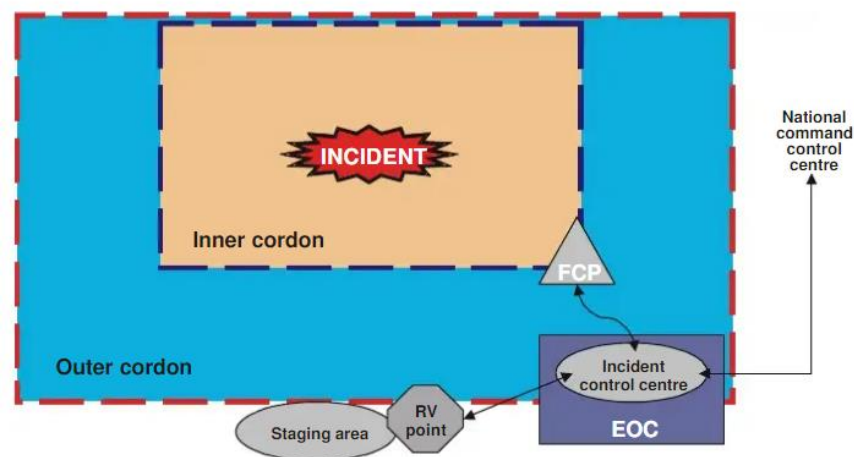 INCIDENT
National
command
control
centre
Inner cordon
FCP
Outer cordon
Incident
control centre
RV
point
Staging area
EOC